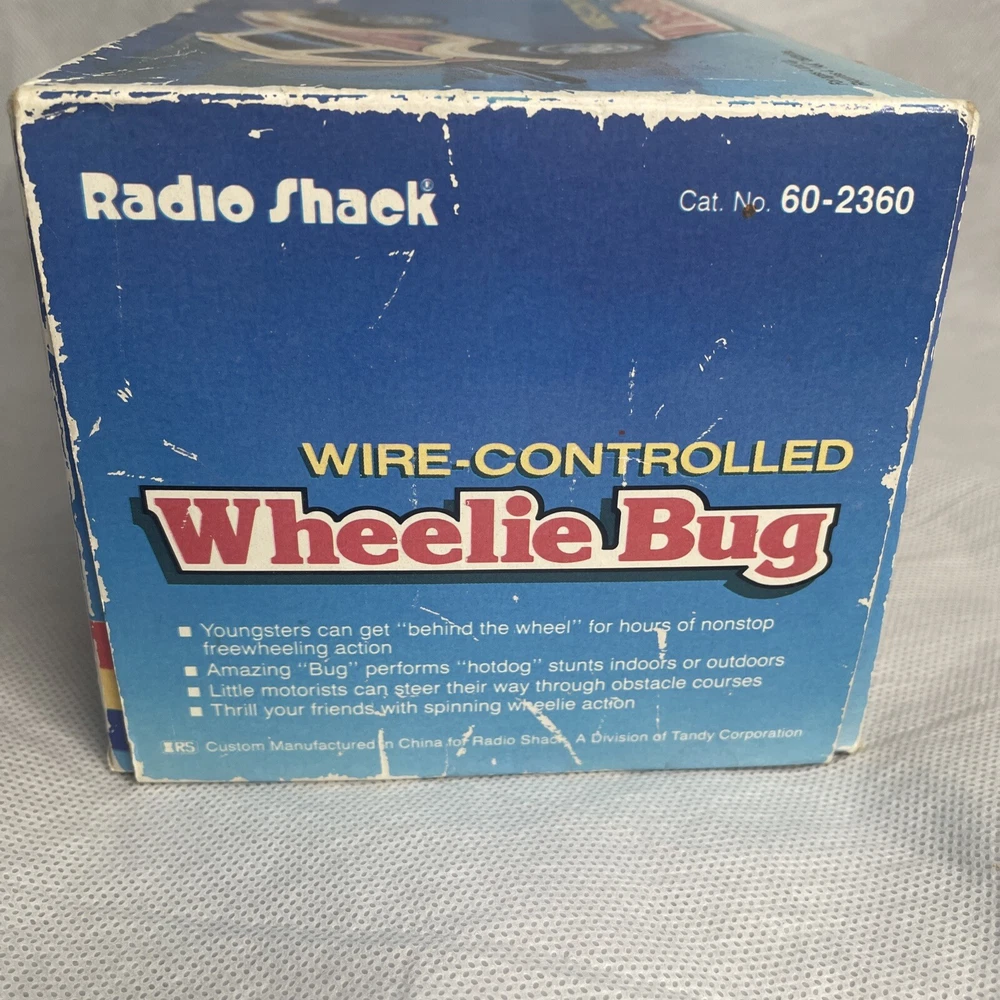 Radio Shack®
Cat. No. 60-2360
WIRE-CONTROLLED
Wheelie Bug
■ Youngsters can get "behind the wheel" for hours of nonstop
freewheeling action
■ Amazing "Bug" performs "hotdog" stunts indoors or outdoors
■ Little motorists can steer their way through obstacle courses
■ Thrill your friends with spinning wheelie action
RS Custom Manufactured in China for Radio Shack A Division of Tandy Corporation